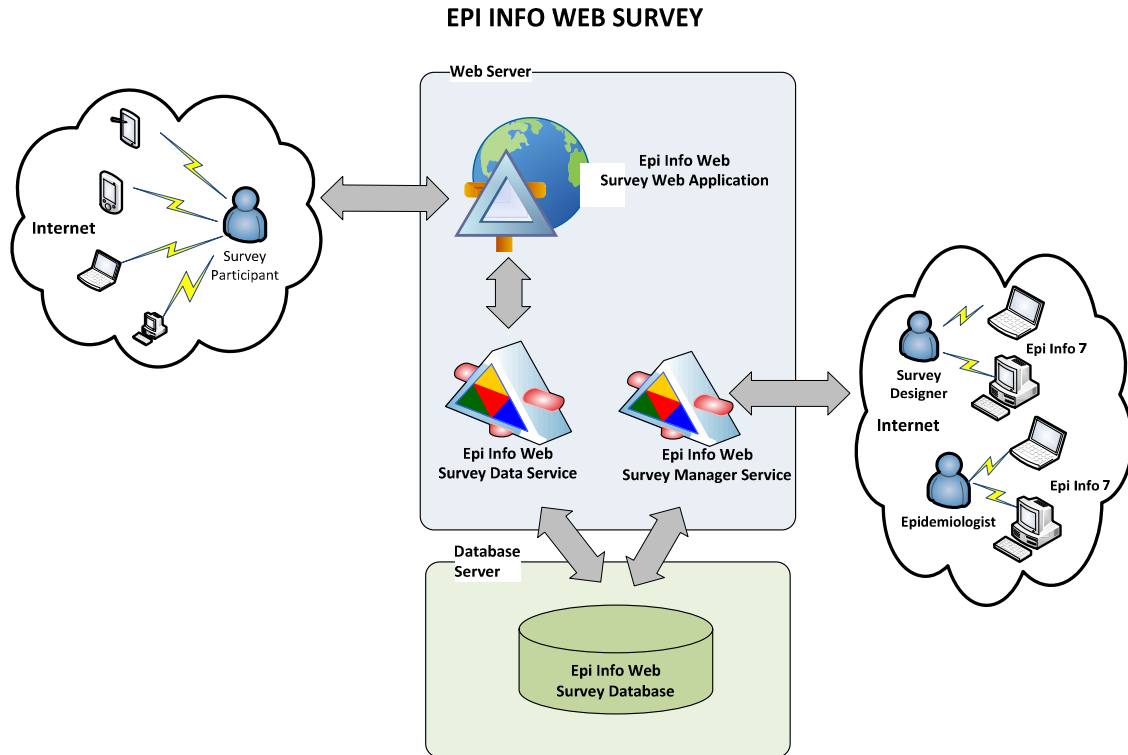 EPI INFO WEB SURVEY
Web Server
Epi Info Web
Survey Web Application
Internet
Survey
Participant
Epi Info 7
Survey
Designer
Internet
Epi Info Web
Survey Data Service
Epi Info Web
Survey Manager Service
Epi Info 7
Epidemiologist
Database
Server
Epi Info Web
Survey Database